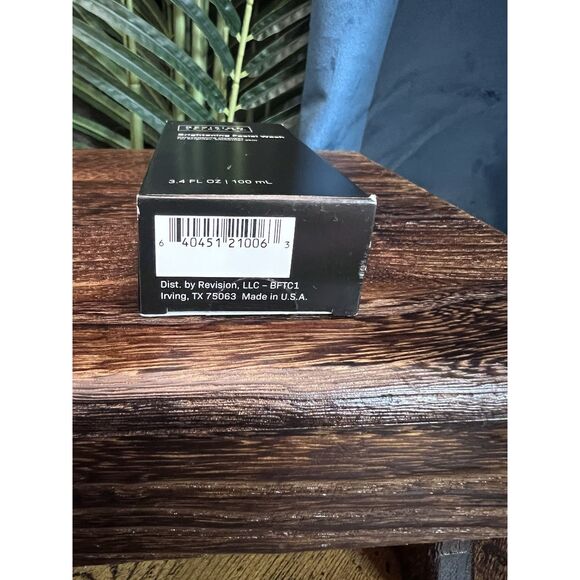 REVISION
Brightening Facial Wash
3.4 FL OZ | 100 mL
6 40451 21006 3
Dist. by Revision, LLC – BFTC1
Irving, TX 75063 Made in U.S.A.